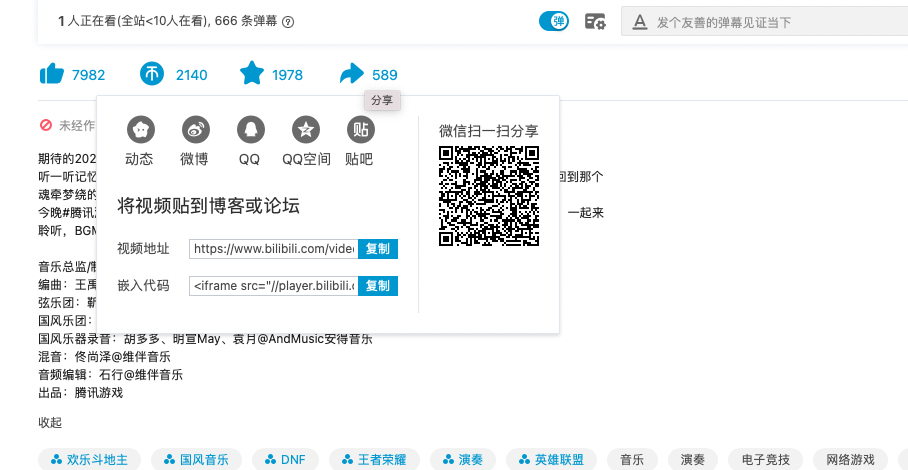 1 人正在看(全站<10人在看), 666 条弹幕 ?
弹
发个友善的弹幕见证当下
7982 2140 1978 589
分享
未经作
动态 微博 QQ QQ空间 贴 贴吧
微信扫一扫分享
将视频贴到博客或论坛
视频地址 https://www.bilibili.com/vide 复制
嵌入代码 <iframe src="//player.bilibili. 复制
期待的202
听一听记忆 回到那个
魂牵梦绕的
今晚#腾讯 一起来
聆听，BGM
音乐总监/
编曲：王禹
弦乐团：靳
国风乐团：
国风乐器录音：胡多多、明宣May、袁月@AndMusic安得音乐
混音：佟尚泽@维伴音乐
音频编辑：石行@维伴音乐
出品：腾讯游戏
收起
欢乐斗地主 国风音乐 DNF 王者荣耀 演奏 英雄联盟 音乐 演奏 电子竞技 网络游戏